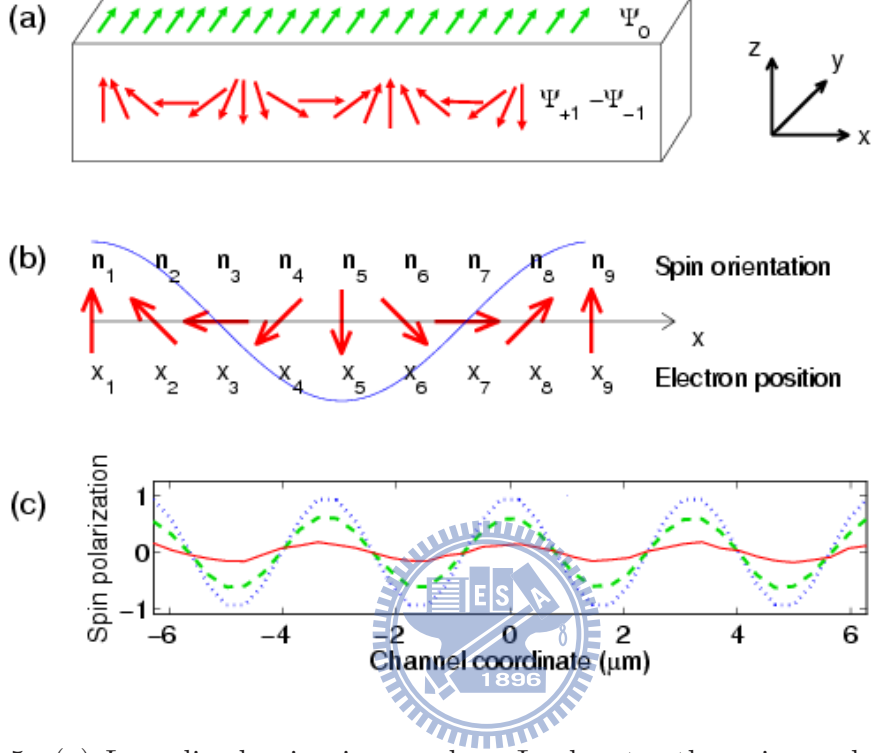 (a)
Ψ0
Ψ+1 −Ψ−1
z
y
x
(b)
n1 n2 n3 n4 n5 n6 n7 n8 n9 Spin orientation
x
x1 x2 x3 x4 x5 x6 x7 x8 x9 Electron position
(c)
Spin polarization
1
0
−1
−6 −4 −2 0 2 4 6
Channel coordinate (μm)
E S A
1896